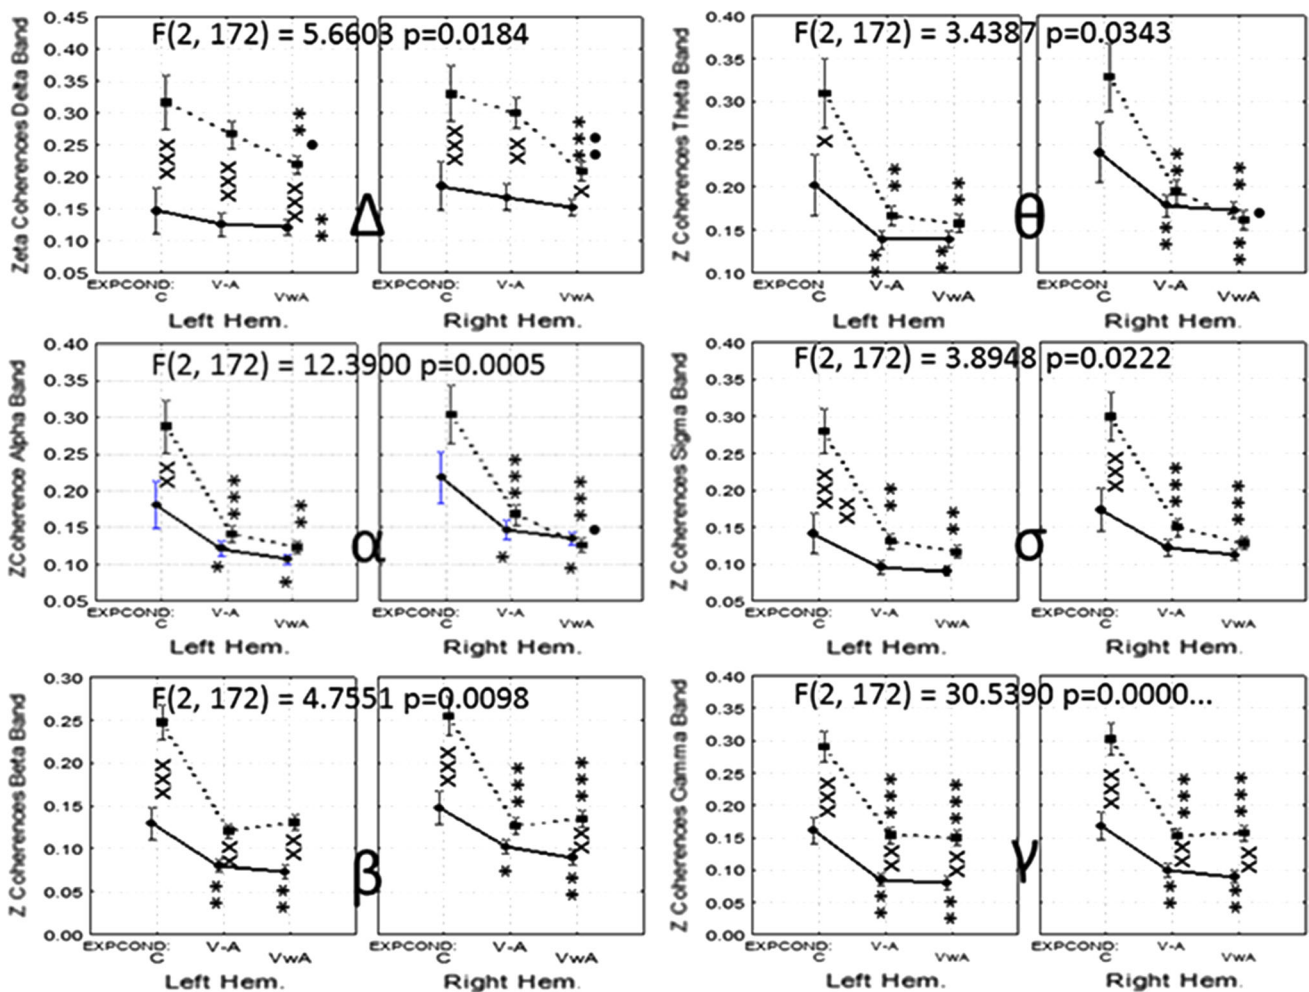 F(2, 172) = 5.6603 p=0.0184
Zeta Coherences Delta Band
0.45
0.40
0.35
0.30
0.25
0.20
0.15
0.10
0.05
Δ
EXPCOND: C V-A VwA C V-A VwA
Left Hem. Right Hem.
F(2, 172) = 3.4387 p=0.0343
Z Coherences Theta Band
0.40
0.35
0.30
0.25
0.20
0.15
0.10
θ
EXPCON C V-A VwA EXPCON C V-A VwA
Left Hem Right Hem.
F(2, 172) = 12.3900 p=0.0005
ZCoherence Alpha Band
0.40
0.35
0.30
0.25
0.20
0.15
0.10
0.05
α
EXPCOND: C V-A VwA C V-A VwA
Left Hem. Right Hem.
F(2, 172) = 3.8948 p=0.0222
Z Coherences Sigma Band
0.40
0.35
0.30
0.25
0.20
0.15
0.10
0.05
σ
EXPCOND: C V-A VwA C V-A VwA
Left Hem. Right Hem.
F(2, 172) = 4.7551 p=0.0098
Z Coherences Beta Band
0.30
0.25
0.20
0.15
0.10
0.05
0.00
β
EXPCOND: C V-A VwA C V-A VwA
Left Hem. Right Hem.
F(2, 172) = 30.5390 p=0.0000...
Z Coherences Gamma Band
0.40
0.35
0.30
0.25
0.20
0.15
0.10
0.05
0.00
γ
EXPCOND: C V-A VwA C V-A VwA
Left Hem. Right Hem.